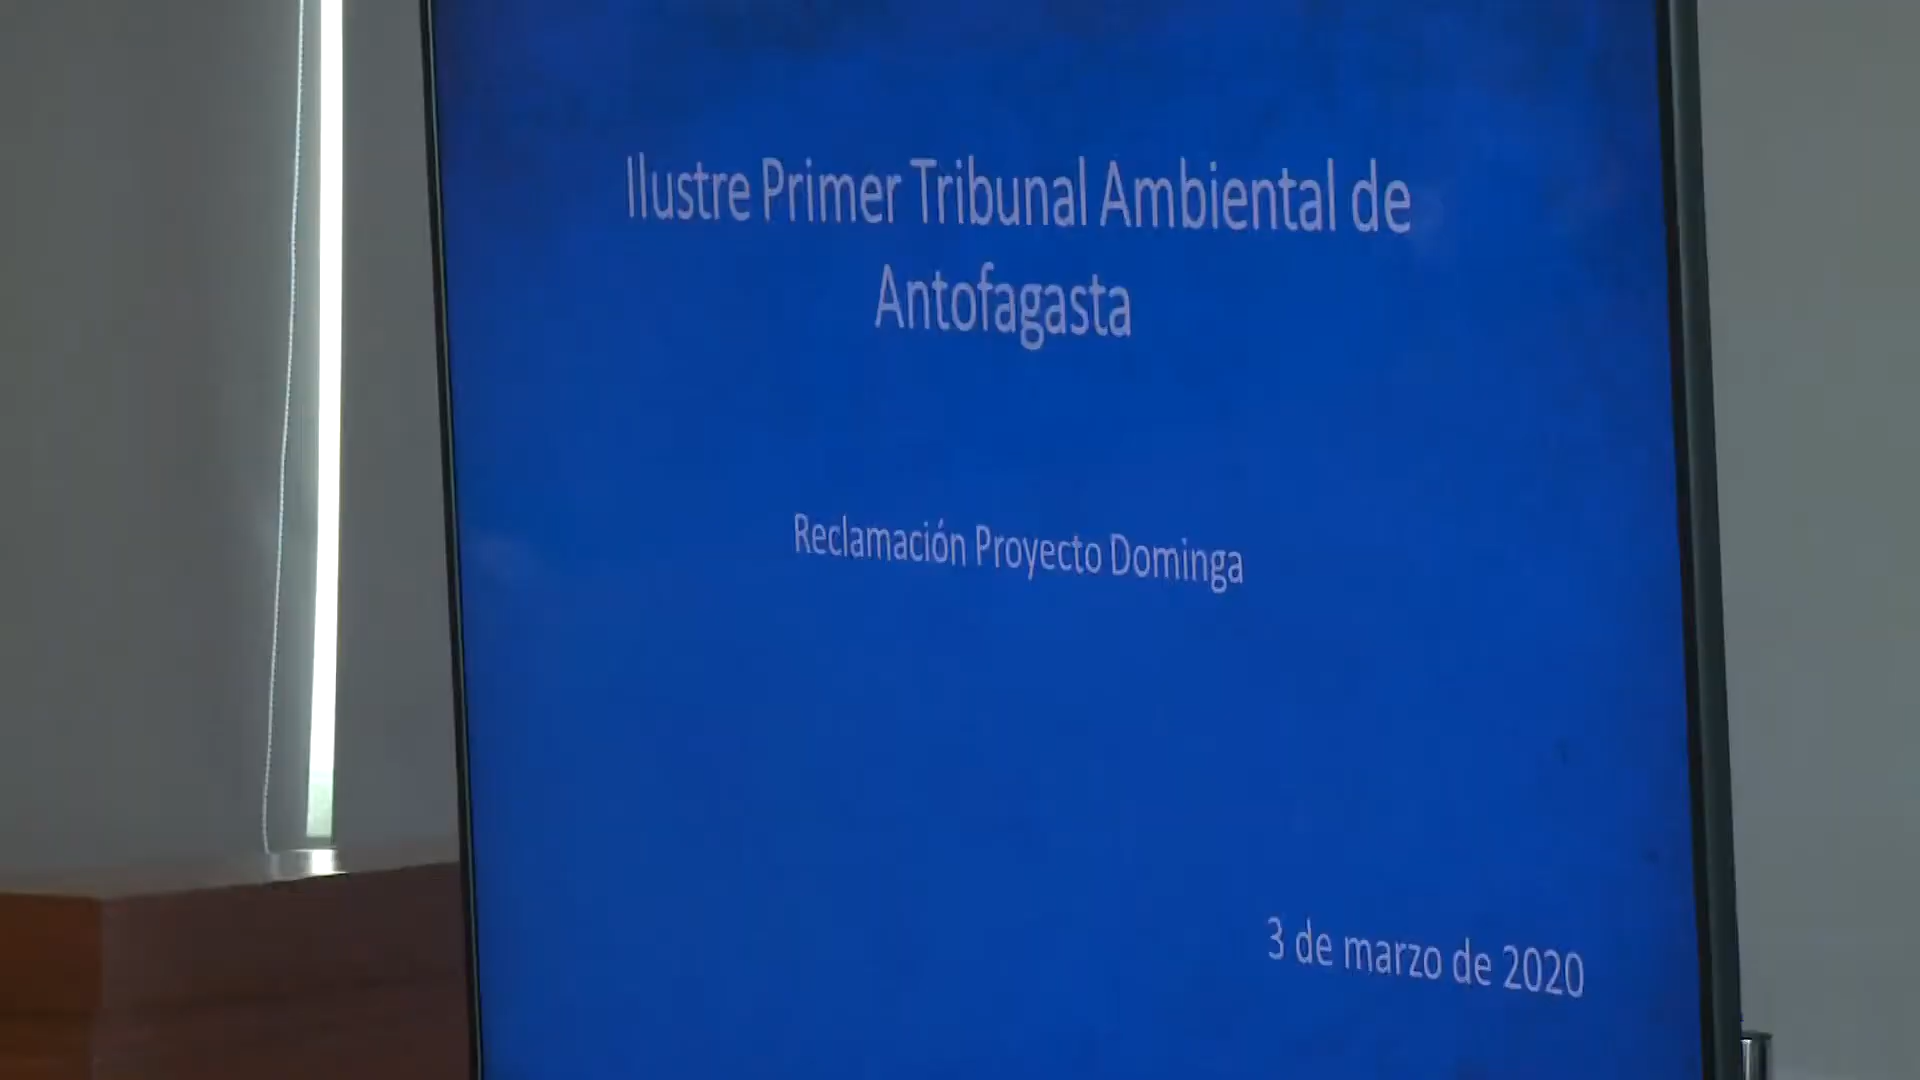 Ilustre Primer Tribunal Ambiental de
Antofagasta
Reclamación Proyecto Dominga
3 de marzo de 2020